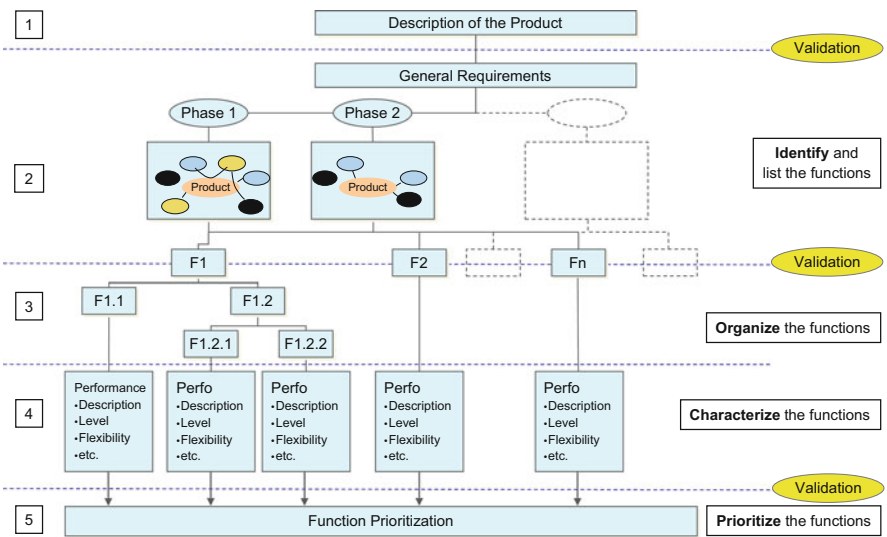 1
Description of the Product
Validation
General Requirements
Phase 1
Phase 2
2
Product
Product
Identify and
list the functions
F1
F2
Fn
Validation
3
F1.1
F1.2
Organize the functions
F1.2.1
F1.2.2
4
Performance
•Description
•Level
•Flexibility
•etc.
Perfo
•Description
•Level
•Flexibility
•etc.
Perfo
•Description
•Level
•Flexibility
•etc.
Perfo
•Description
•Level
•Flexibility
•etc.
Perfo
•Description
•Level
•Flexibility
•etc.
Characterize the functions
Validation
5
Function Prioritization
Prioritize the functions